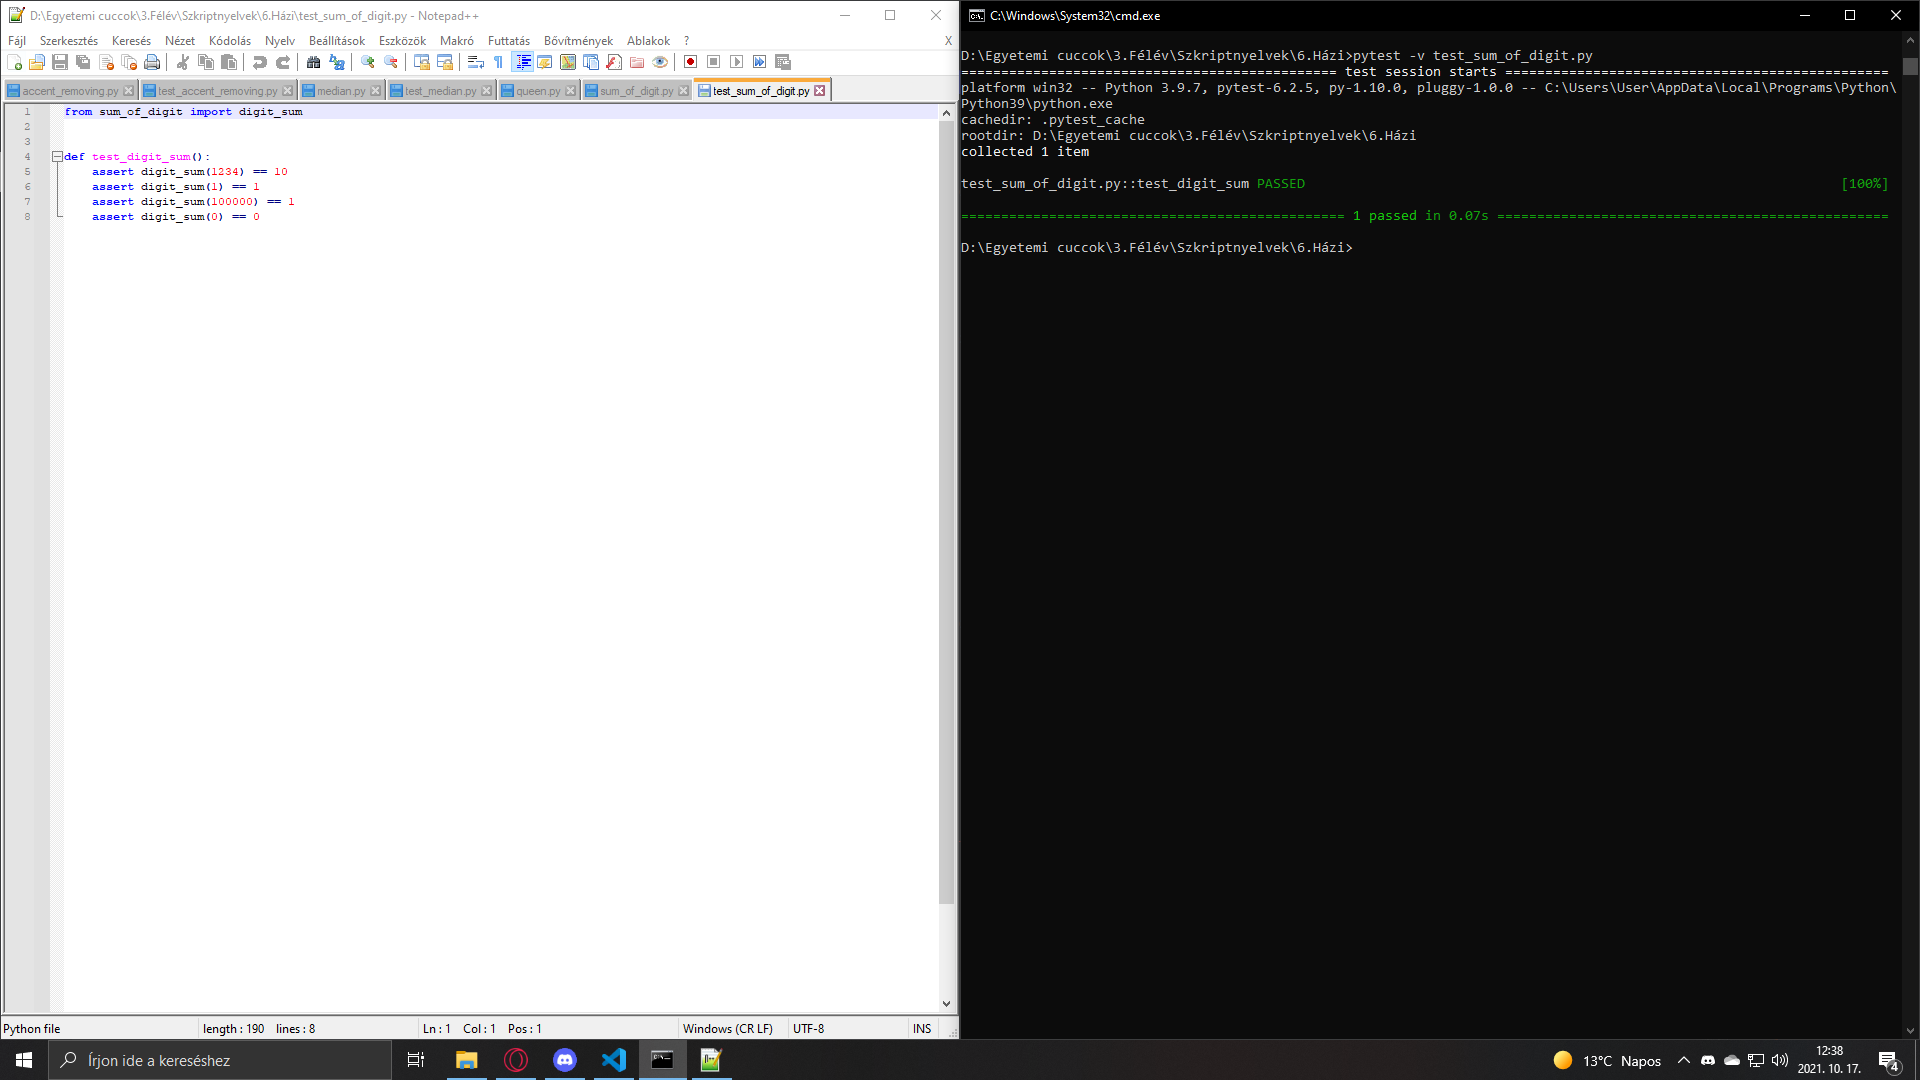 D:\Egyetemi cuccok\3.Félév\Szkriptnyelvek\6.Házi\test_sum_of_digit.py - Notepad++
Fájl Szerkesztés Keresés Nézet Kódolás Nyelv Beállítások Eszközök Makró Futtatás Bővítmények Ablakok ? X
accent_removing.py test_accent_removing.py median.py test_median.py queen.py sum_of_digit.py test_sum_of_digit.py
1 from sum_of_digit import digit_sum
2
3
4 def test_digit_sum():
5 assert digit_sum(1234) == 10
6 assert digit_sum(1) == 1
7 assert digit_sum(100000) == 1
8 assert digit_sum(0) == 0
Python file length : 190 lines : 8 Ln : 1 Col : 1 Pos : 1 Windows (CR LF) UTF-8 INS
C:\Windows\System32\cmd.exe
D:\Egyetemi cuccok\3.Félév\Szkriptnyelvek\6.Házi>pytest -v test_sum_of_digit.py
=============================================== test session starts ================================================
platform win32 -- Python 3.9.7, pytest-6.2.5, py-1.10.0, pluggy-1.0.0 -- C:\Users\User\AppData\Local\Programs\Python\
Python39\python.exe
cachedir: .pytest_cache
rootdir: D:\Egyetemi cuccok\3.Félév\Szkriptnyelvek\6.Házi
collected 1 item
test_sum_of_digit.py::test_digit_sum PASSED [100%]
================================================ 1 passed in 0.07s =================================================
D:\Egyetemi cuccok\3.Félév\Szkriptnyelvek\6.Házi>
Írjon ide a kereséshez
13°C Napos
12:38
2021. 10. 17.
4